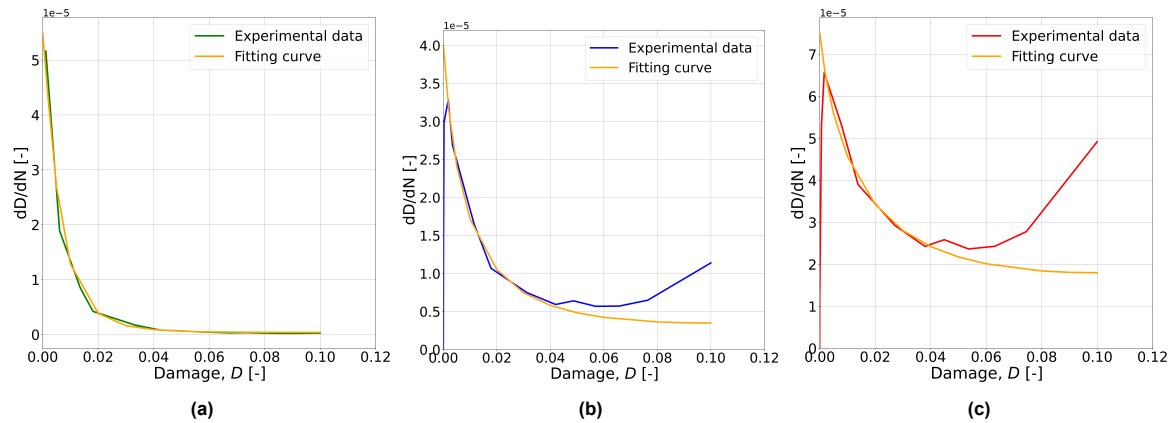 1e−5
Experimental data
Fitting curve
5
4
3
2
1
0
dD/dN [-]
0.00 0.02 0.04 0.06 0.08 0.10 0.12
Damage, D [-]
(a)
1e−5
Experimental data
Fitting curve
4.0
3.5
3.0
2.5
2.0
1.5
1.0
0.5
0.0
dD/dN [-]
0.00 0.02 0.04 0.06 0.08 0.10 0.12
Damage, D [-]
(b)
1e−5
Experimental data
Fitting curve
7
6
5
4
3
2
1
0
dD/dN [-]
0.00 0.02 0.04 0.06 0.08 0.10 0.12
Damage, D [-]
(c)